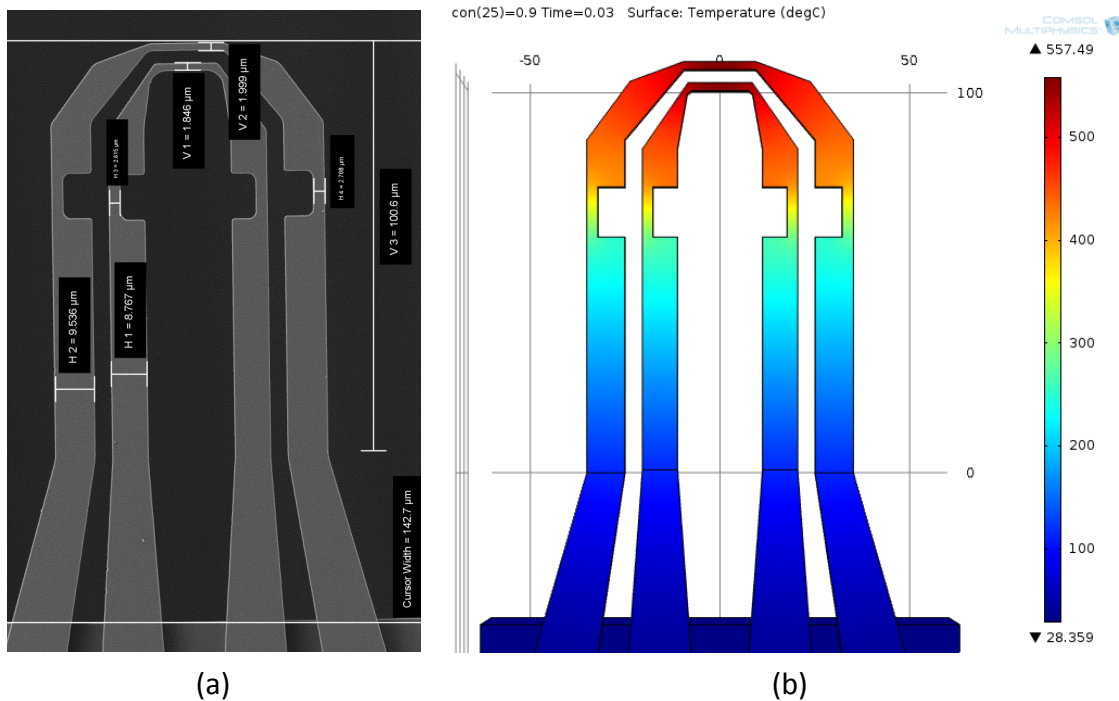 V 1 = 1.846 µm
V 2 = 1.999 µm
H 3 = 2.615 µm
H 4 = 2.768 µm
V 3 = 100.6 µm
H 2 = 9.536 µm
H 1 = 8.767 µm
Cursor Width = 142.7 µm
(a)
con(25)=0.9 Time=0.03 Surface: Temperature (degC)
COMSOL
MULTIPHYSICS
-50 0 50
100
0
▲ 557.49
500
400
300
200
100
▼ 28.359
(b)